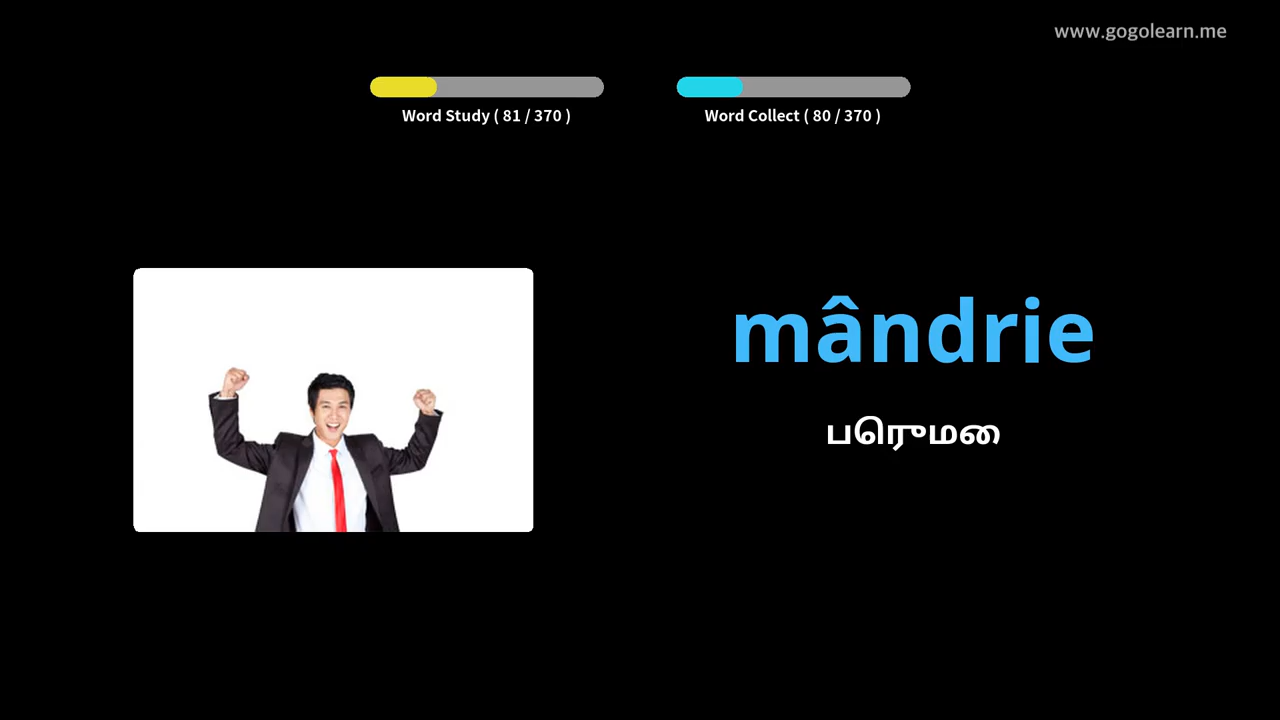 www.gogolearn.me
Word Study ( 81 / 370 )
Word Collect ( 80 / 370 )
mândrie
பெருமை